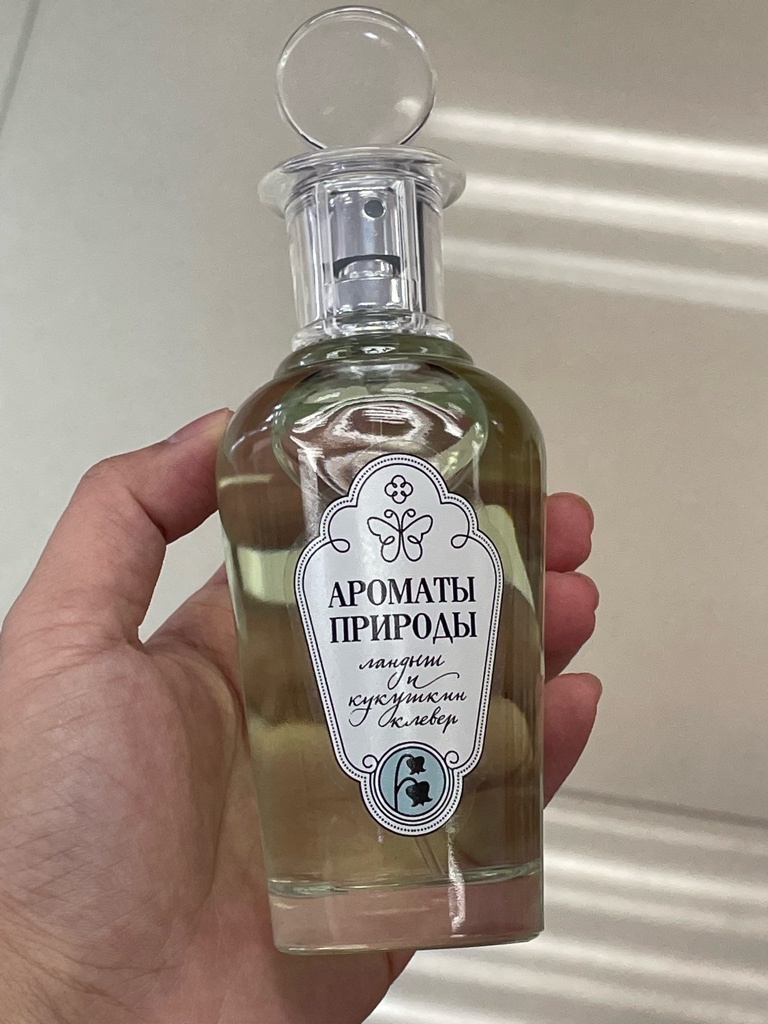 АРОМАТЫ
ПРИРОДЫ
ландыш
и
кукушкин
клевер